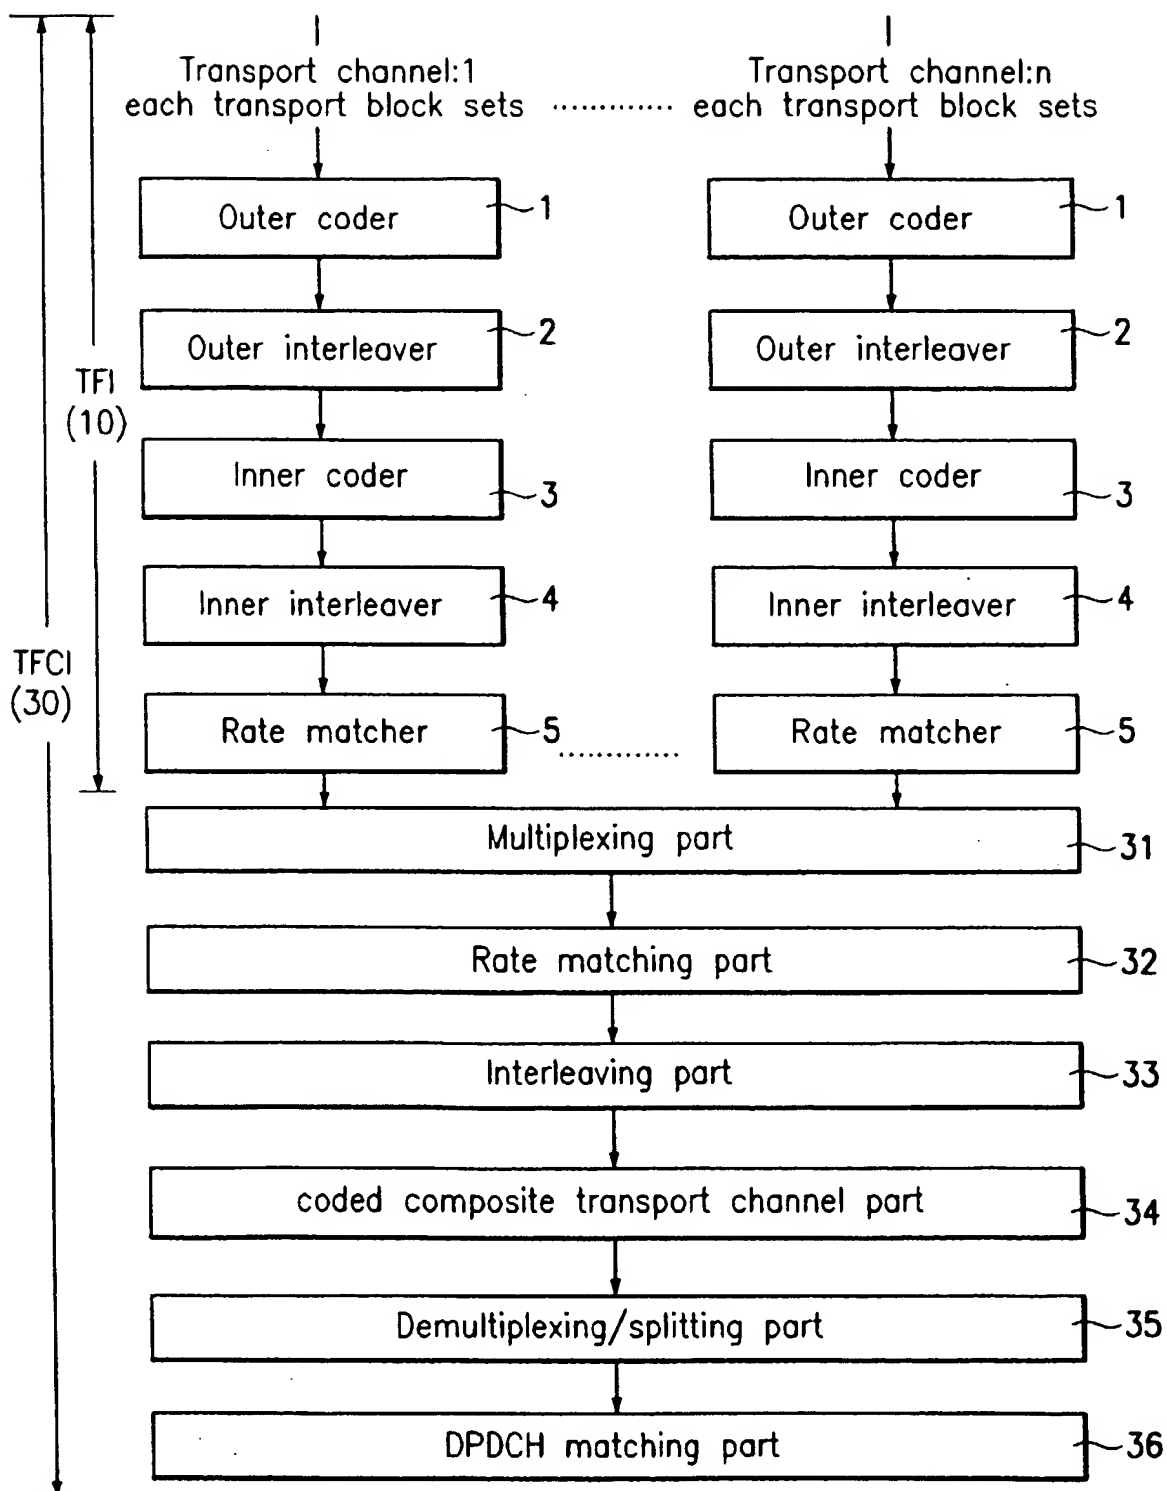 Transport channel:1
each transport block sets ............. Transport channel:n
each transport block sets
Outer coder 1
Outer coder 1
Outer interleaver 2
Outer interleaver 2
TFI
(10)
Inner coder 3
Inner coder 3
Inner interleaver 4
Inner interleaver 4
TFCI
(30)
Rate matcher 5 .............
Rate matcher 5
Multiplexing part 31
Rate matching part 32
Interleaving part 33
coded composite transport channel part 34
Demultiplexing/splitting part 35
DPDCH matching part 36